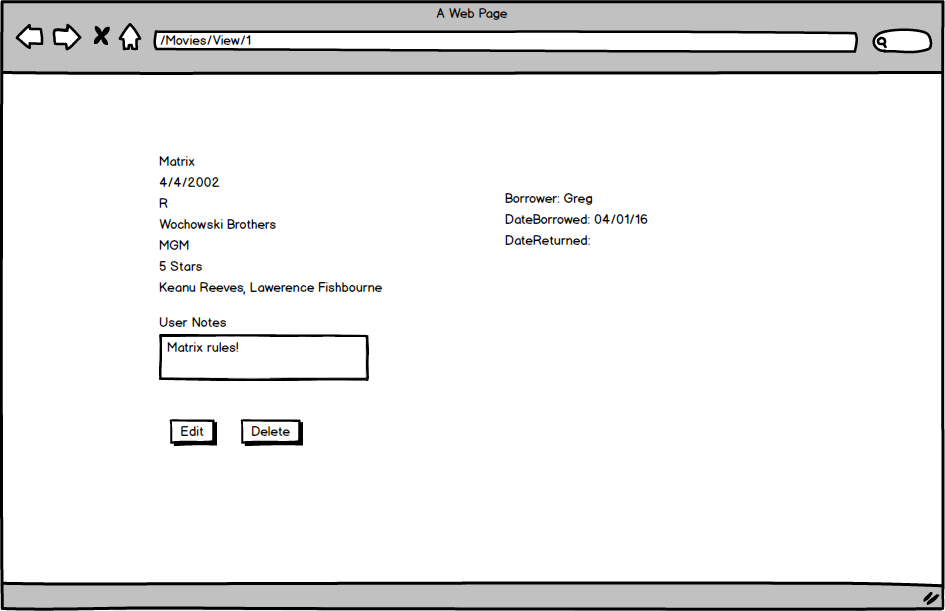 A Web Page
/Movies/View/1
Matrix
4/4/2002
R
Wochowski Brothers
MGM
5 Stars
Keanu Reeves, Lawerence Fishbourne
Borrower: Greg
DateBorrowed: 04/01/16
DateReturned:
User Notes
Matrix rules!
Edit
Delete